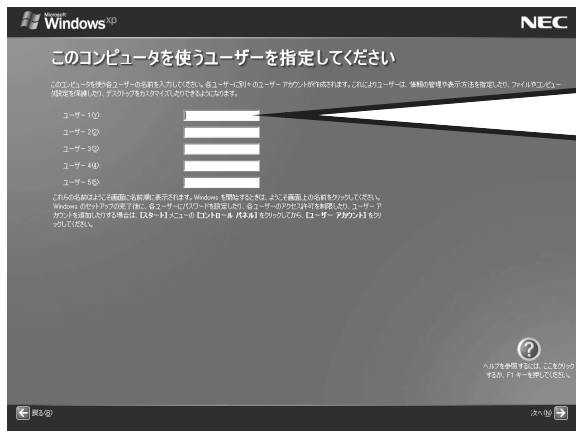 Microsoft
Windows xp
NEC
このコンピュータを使うユーザーを指定してください
このコンピュータを使う各ユーザーの名前を入力してください。各ユーザーに別々のユーザー アカウントが作成されます。これによりユーザーは、情報の管理や表示方法を指定したり、ファイルやコンピュー
タ設定を保護したり、デスクトップをカスタマイズしたりできるようになります。
ユーザー 1(Y):
ユーザー 2(2):
ユーザー 3(3):
ユーザー 4(4):
ユーザー 5(5):
これらの名前はようこそ画面に名前順に表示されます。Windows を開始するときは、ようこそ画面上の名前をクリックしてください。
Windows のセットアップの完了後に、各ユーザーにパスワードを設定したり、各ユーザーのアクセス許可を制限したり、ユーザー ア
カウントを追加したりする場合は、[スタート] メニューの [コントロール パネル] をクリックしてから、[ユーザー アカウント] をクリ
ックしてください。
?
ヘルプを参照するには、ここをクリック
するか、F1 キーを押してください。
戻る(B)
次へ(N)